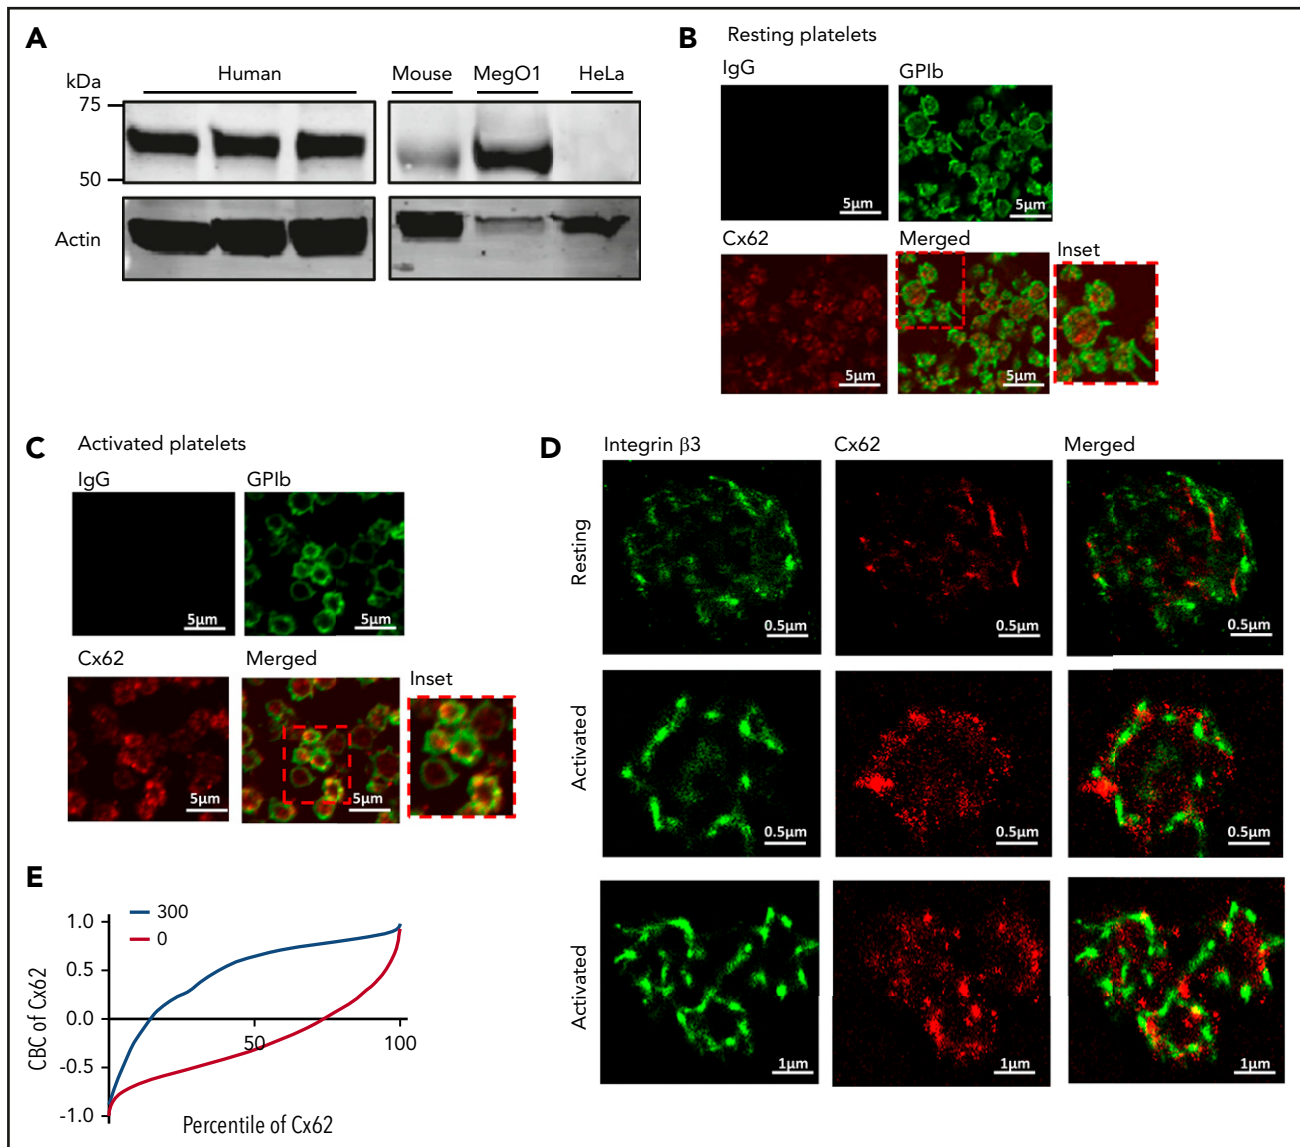 A
kDa
Human
Mouse
MegO1
HeLa
75
50
Actin
B
Resting platelets
IgG
GPIb
5μm
5μm
Cx62
Merged
Inset
5μm
5μm
C
Activated platelets
IgG
GPIb
5μm
5μm
Cx62
Merged
Inset
5μm
5μm
D
Integrin β3
Cx62
Merged
Resting
0.5μm
0.5μm
0.5μm
Activated
0.5μm
0.5μm
0.5μm
Activated
1μm
1μm
1μm
E
300
0
1.0
0.5
0.0
-0.5
-1.0
50
100
CBC of Cx62
Percentile of Cx62